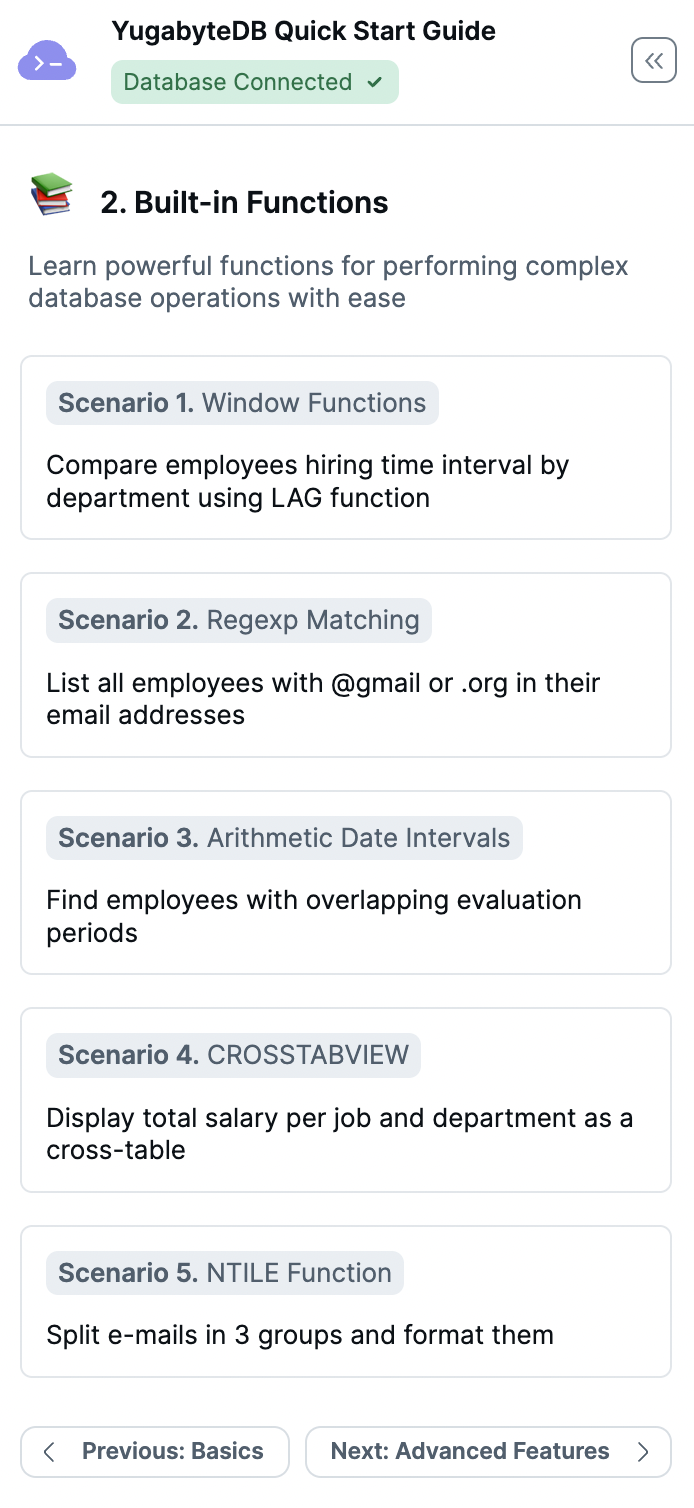 YugabyteDB Quick Start Guide
Database Connected ✓
2. Built-in Functions
Learn powerful functions for performing complex
database operations with ease
Scenario 1. Window Functions
Compare employees hiring time interval by
department using LAG function
Scenario 2. Regexp Matching
List all employees with @gmail or .org in their
email addresses
Scenario 3. Arithmetic Date Intervals
Find employees with overlapping evaluation
periods
Scenario 4. CROSSTABVIEW
Display total salary per job and department as a
cross-table
Scenario 5. NTILE Function
Split e-mails in 3 groups and format them
Previous: Basics
Next: Advanced Features